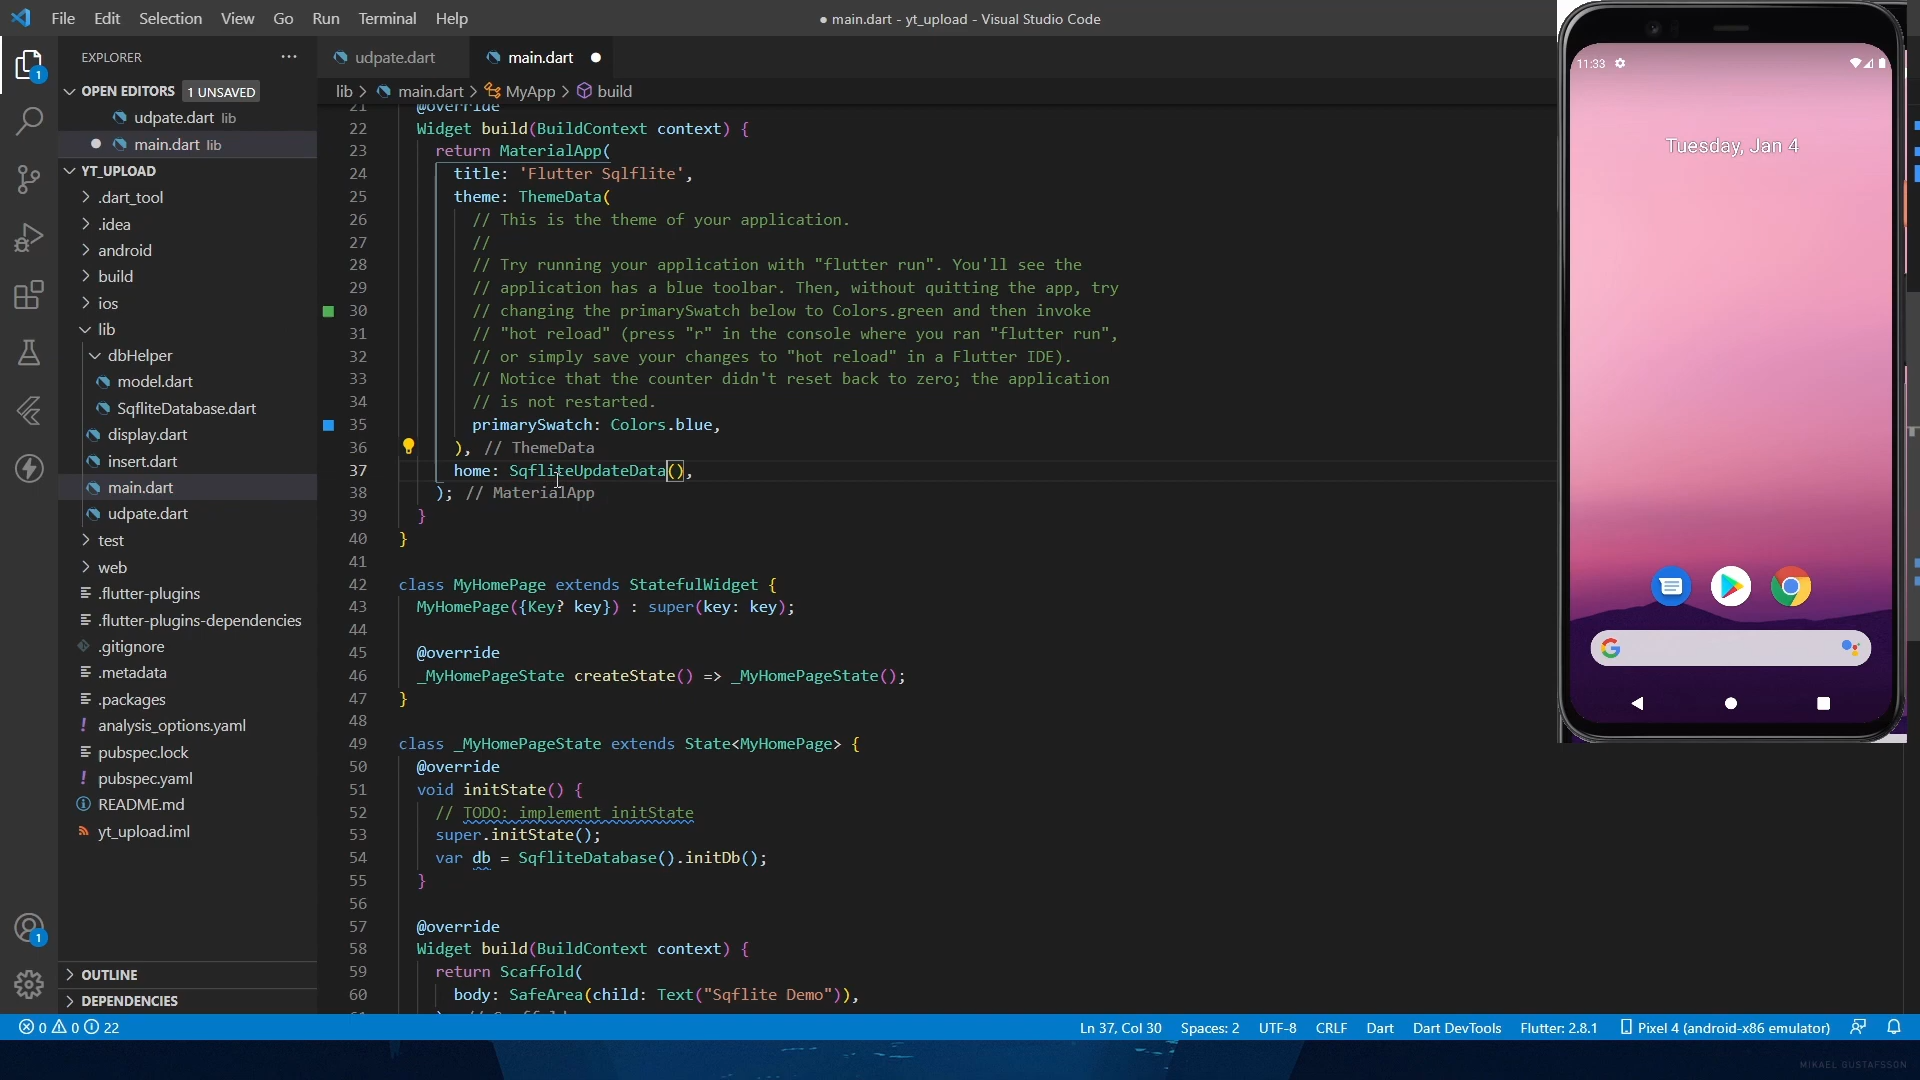 File Edit Selection View Go Run Terminal Help
● main.dart - yt_upload - Visual Studio Code
EXPLORER
OPEN EDITORS 1 UNSAVED
udpate.dart lib
main.dart lib
YT_UPLOAD
.dart_tool
.idea
android
build
ios
lib
dbHelper
model.dart
SqfliteDatabase.dart
display.dart
insert.dart
main.dart
udpate.dart
test
web
.flutter-plugins
.flutter-plugins-dependencies
.gitignore
.metadata
.packages
analysis_options.yaml
pubspec.lock
pubspec.yaml
README.md
yt_upload.iml
OUTLINE
DEPENDENCIES
1
1
udpate.dart main.dart
lib > main.dart > MyApp > build
21 @override
22 Widget build(BuildContext context) {
23 return MaterialApp(
24 title: 'Flutter Sqlflite',
25 theme: ThemeData(
26 // This is the theme of your application.
27 //
28 // Try running your application with "flutter run". You'll see the
29 // application has a blue toolbar. Then, without quitting the app, try
30 // changing the primarySwatch below to Colors.green and then invoke
31 // "hot reload" (press "r" in the console where you ran "flutter run",
32 // or simply save your changes to "hot reload" in a Flutter IDE).
33 // Notice that the counter didn't reset back to zero; the application
34 // is not restarted.
35 primarySwatch: Colors.blue,
36 ), // ThemeData
37 home: SqfliteUpdateData(),
38 ); // MaterialApp
39 }
40 }
41
42 class MyHomePage extends StatefulWidget {
43 MyHomePage({Key? key}) : super(key: key);
44
45 @override
46 _MyHomePageState createState() => _MyHomePageState();
47 }
48
49 class _MyHomePageState extends State<MyHomePage> {
50 @override
51 void initState() {
52 // TODO: implement initState
53 super.initState();
54 var db = SqfliteDatabase().initDb();
55 }
56
57 @override
58 Widget build(BuildContext context) {
59 return Scaffold(
60 body: SafeArea(child: Text("Sqflite Demo")),
11:33
Tuesday, Jan 4
0 0 22
Ln 37, Col 30 Spaces: 2 UTF-8 CRLF Dart Dart DevTools Flutter: 2.8.1 Pixel 4 (android-x86 emulator)
MIKAEL GUSTAFSSON